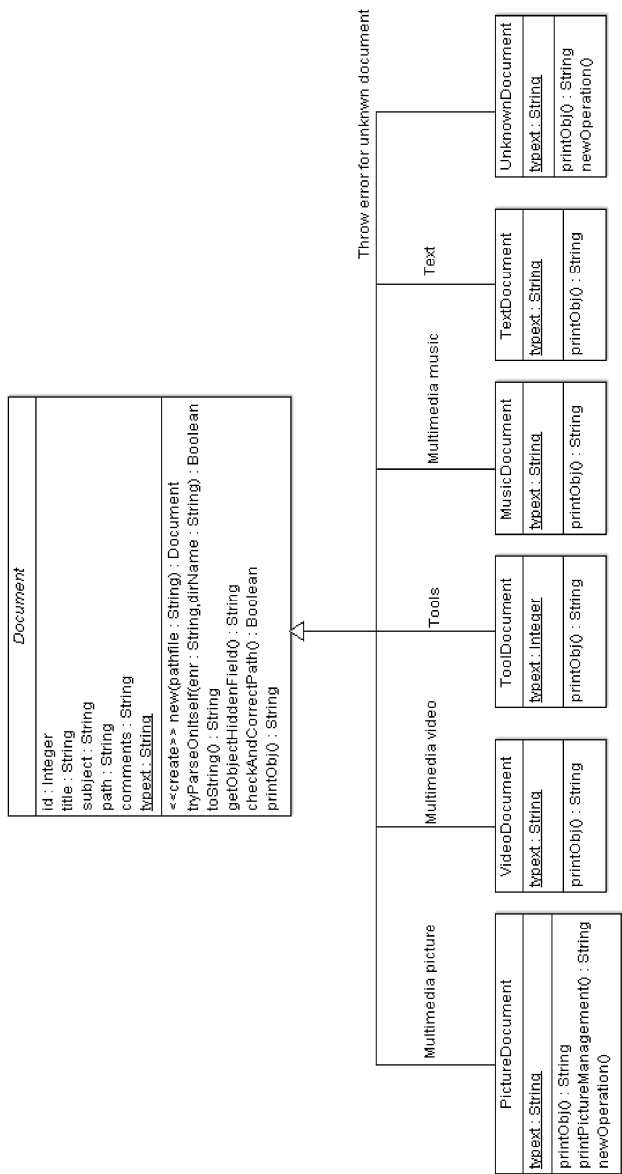 Document
id : Integer
title : String
subject : String
path : String
comments : String
typext : String
<<create>> new(pathfile : String) : Document
tryParseOnItself(enr : String,dirName : String) : Boolean
toString() : String
getObjectHiddenField() : String
checkAndCorrectPath() : Boolean
printObj() : String
Multimedia picture
Multimedia video
Tools
Multimedia music
Text
Throw error for unknwn document
PictureDocument
typext : String
printObj() : String
printPictureManagement() : String
newOperation()
VideoDocument
typext : String
printObj() : String
ToolDocument
typext : Integer
printObj() : String
MusicDocument
typext : String
printObj() : String
TextDocument
typext : String
printObj() : String
UnknownDocument
typext : String
printObj() : String
newOperation()